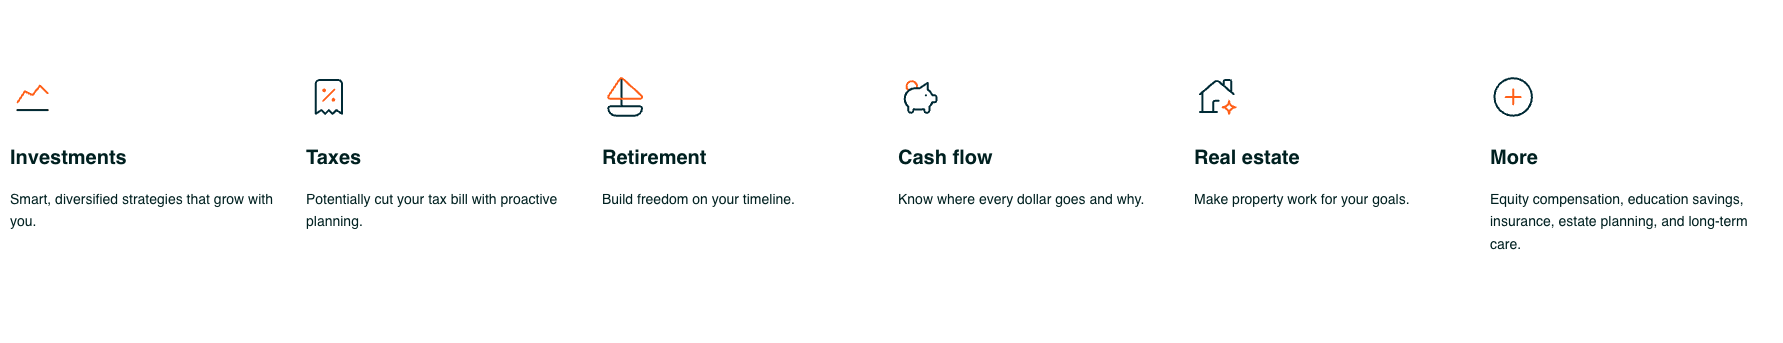 Investments
Smart, diversified strategies that grow with
you.
Taxes
Potentially cut your tax bill with proactive
planning.
Retirement
Build freedom on your timeline.
Cash flow
Know where every dollar goes and why.
Real estate
Make property work for your goals.
More
Equity compensation, education savings,
insurance, estate planning, and long-term
care.